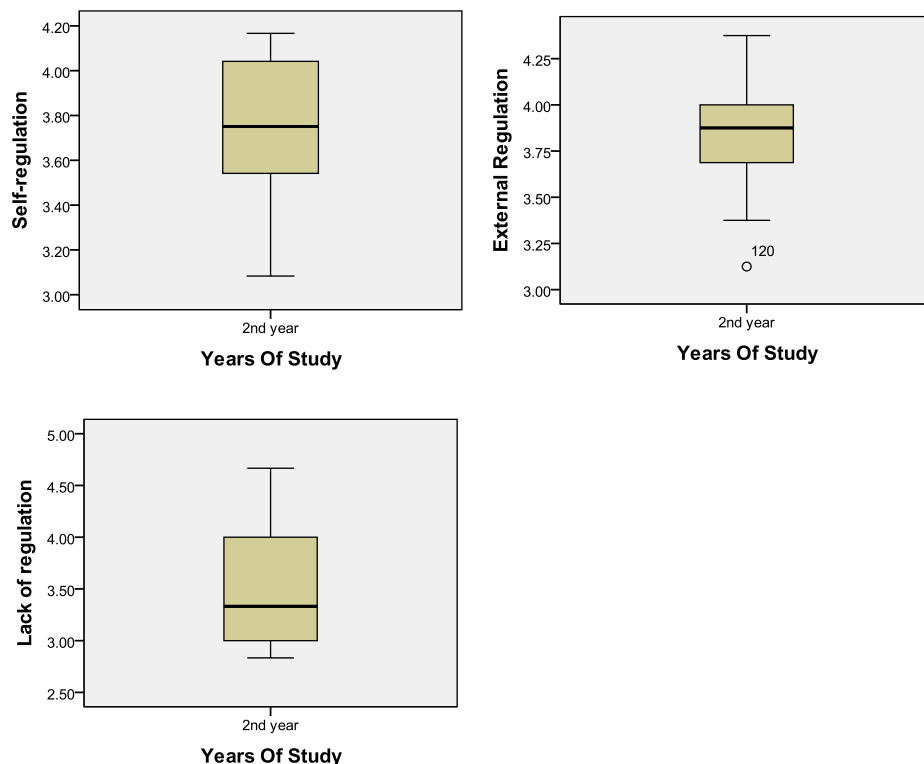 Self-regulation
4.20
4.00
3.80
3.60
3.40
3.20
3.00
2nd year
Years Of Study
External Regulation
4.25
4.00
3.75
3.50
3.25
3.00
120
2nd year
Years Of Study
Lack of regulation
5.00
4.50
4.00
3.50
3.00
2.50
2nd year
Years Of Study